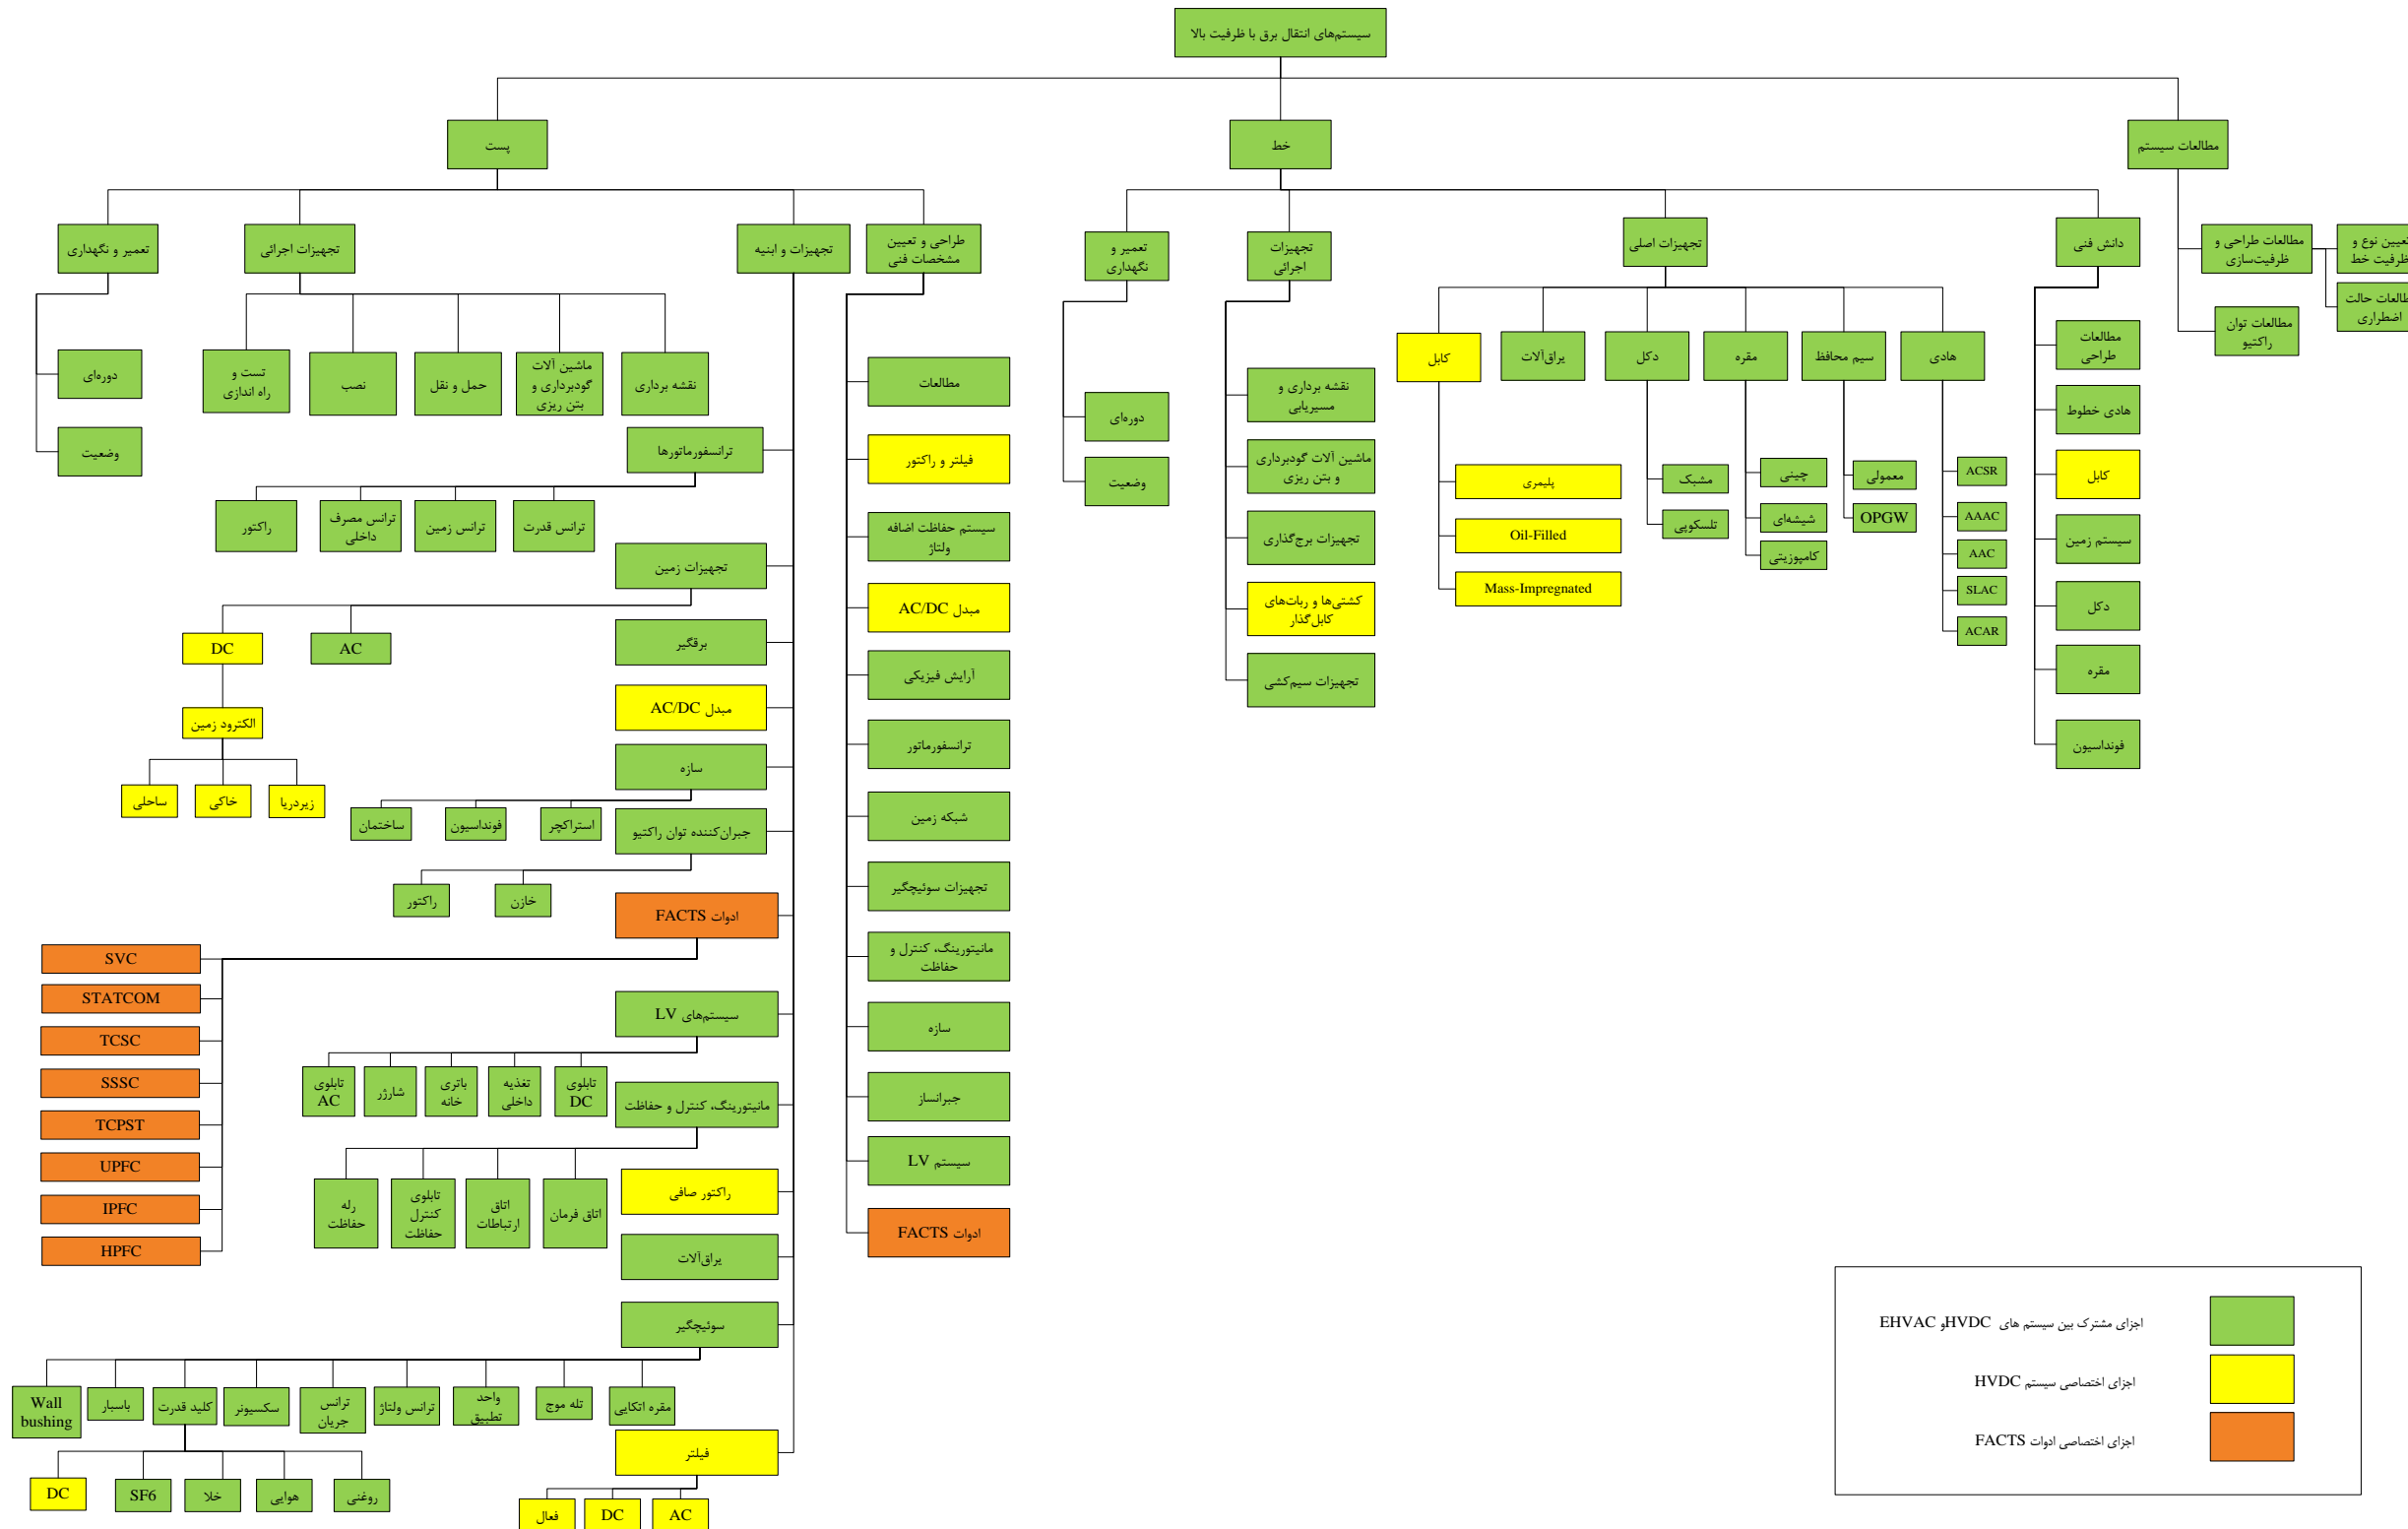 سیستم‌های انتقال برق با ظرفیت بالا
مطالعات سیستم
خط
پست
مطالعات طراحی و
ظرفیت‌سازی
تعیین نوع و
ظرفیت خط
مطالعات حالت
اضطراری
مطالعات توان
راکتیو
دانش فنی
مطالعات
طراحی
هادی خطوط
کابل
سیستم زمین
دکل
مقره
فونداسیون
تجهیزات اصلی
هادی
ACSR
AAAC
AAC
SLAC
ACAR
سیم محافظ
معمولی
OPGW
مقره
چینی
شیشه‌ای
کامپوزیتی
دکل
مشبک
تلسکوپی
یراق‌آلات
کابل
پلیمری
Oil-Filled
Mass-Impregnated
تجهیزات
اجرائی
نقشه برداری و
مسیریابی
ماشین آلات گودبرداری
و بتن ریزی
تجهیزات برج‌گذاری
کشتی‌ها و ربات‌های
کابل‌گذار
تجهیزات سیم‌کشی
تعمیر و
نگهداری
دوره‌ای
وضعیت
طراحی و تعیین
مشخصات فنی
مطالعات
فیلتر و راکتور
سیستم حفاظت اضافه
ولتاژ
مبدل AC/DC
آرایش فیزیکی
ترانسفورماتور
شبکه زمین
تجهیزات سوئیچگیر
مانیتورینگ، کنترل و
حفاظت
سازه
جبرانساز
سیستم LV
ادوات FACTS
تجهیزات و ابنیه
ترانسفورماتورها
ترانس قدرت
ترانس زمین
ترانس مصرف
داخلی
راکتور
تجهیزات زمین
AC
DC
الکترود زمین
زیردریا
خاکی
ساحلی
برقگیر
مبدل AC/DC
سازه
استراکچر
فونداسیون
ساختمان
جبران‌کننده توان راکتیو
خازن
راکتور
ادوات FACTS
SVC
STATCOM
TCSC
SSSC
TCPST
UPFC
IPFC
HPFC
سیستم‌های LV
تابلوی
DC
تغذیه
داخلی
باتری
خانه
شارژر
تابلوی
AC
مانیتورینگ، کنترل و حفاظت
اتاق فرمان
اتاق
ارتباطات
تابلوی
کنترل
حفاظت
رله
حفاظت
راکتور صافی
یراق‌آلات
سوئیچگیر
مقره اتکایی
تله موج
واحد
تطبیق
ترانس ولتاژ
ترانس
جریان
سکسیونر
کلید قدرت
باسبار
Wall
bushing
روغنی
هوایی
خلا
SF6
DC
فیلتر
AC
DC
فعال
تجهیزات اجرائی
نقشه برداری
ماشین آلات
گودبرداری و
بتن ریزی
حمل و نقل
نصب
تست و
راه اندازی
تعمیر و نگهداری
دوره‌ای
وضعیت
اجزای مشترک بین سیستم های HVDC و EHVAC
اجزای اختصاصی سیستم HVDC
اجزای اختصاصی ادوات FACTS